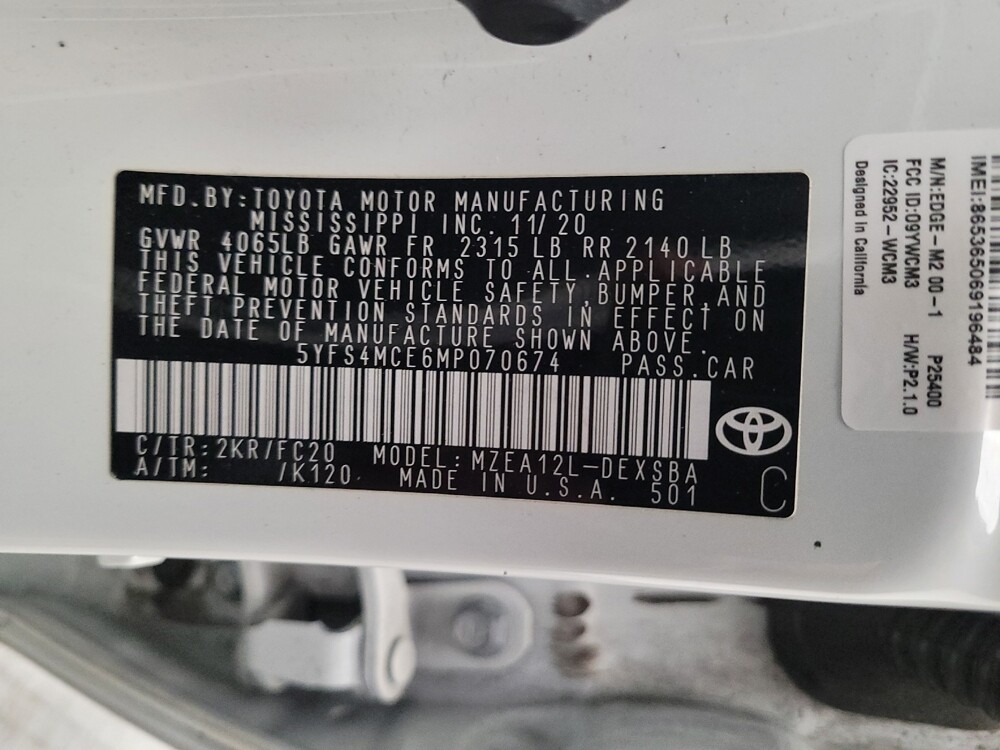 MFD.BY:TOYOTA MOTOR MANUFACTURING
MISSISSIPPI INC. 11/20
GVWR 4065LB GAWR FR 2315 LB RR 2140 LB
THIS VEHICLE CONFORMS TO ALL APPLICABLE
FEDERAL MOTOR VEHICLE SAFETY,BUMPER,AND
THEFT PREVENTION STANDARDS IN EFFECT ON
THE DATE OF MANUFACTURE SHOWN ABOVE.
5YFS4MCE6MP070674 PASS.CAR
C/TR:2KR/FC20 MODEL:MZEA12L-DEXSBA
A/TM: /K120 MADE IN U.S.A. 501
C
IMEI:865365069196484
M/N:EDGE-M2 00-1 P25400
FCC ID:O9YWCM3 H/W:P2.1.0
IC:22952-WCM3
Designed in California